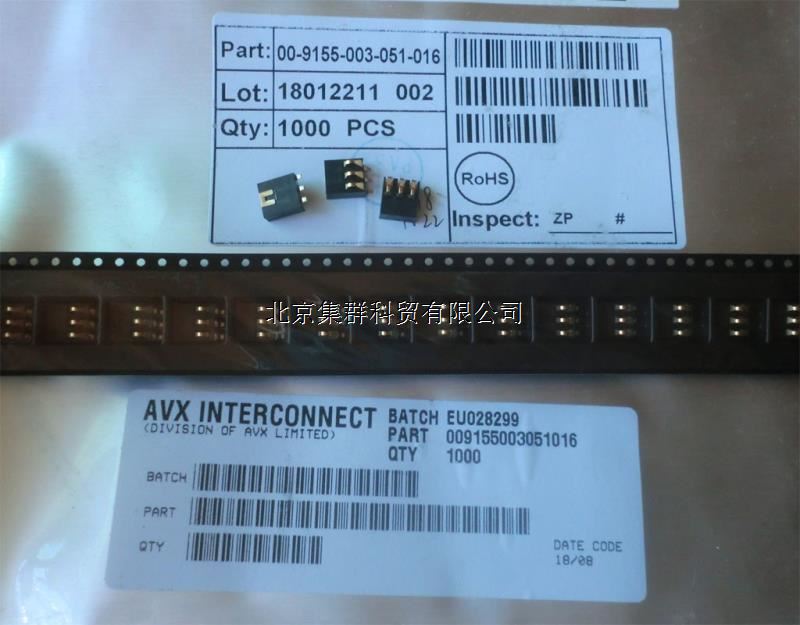 Part: 00-9155-003-051-016
Lot: 18012211 002
Qty: 1000 PCS
RoHS
Inspect: ZP #
北京集群科贸有限公司
AVX INTERCONNECT
(DIVISION OF AVX LIMITED)
BATCH EU028299
PART 009155003051016
QTY 1000
BATCH
PART
QTY
DATE CODE
18/08